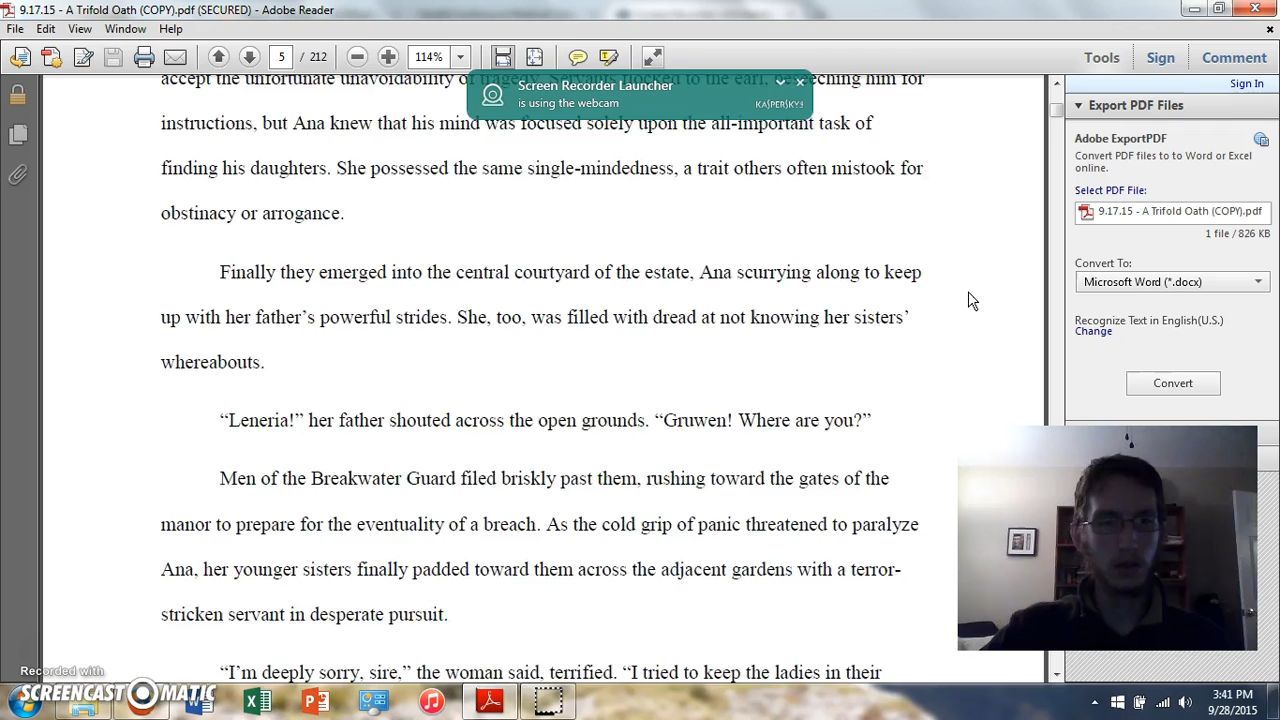 9.17.15 - A Trifold Oath (COPY).pdf (SECURED) - Adobe Reader
File Edit View Window Help
5 / 212 114% Tools Sign Comment
Screen Recorder Launcher
is using the webcam
KASPERSKY
Sign In
Export PDF Files
Adobe ExportPDF
Convert PDF files to to Word or Excel
online.
Select PDF File:
9.17.15 - A Trifold Oath (COPY).pdf
1 file / 826 KB
Convert To:
Microsoft Word (*.docx)
Recognize Text in English(U.S.)
Change
Convert
accept the unfortunate unavoidability of tragedy. Servants flocked to the earl, beseeching him for
instructions, but Ana knew that his mind was focused solely upon the all-important task of
finding his daughters. She possessed the same single-mindedness, a trait others often mistook for
obstinacy or arrogance.
Finally they emerged into the central courtyard of the estate, Ana scurrying along to keep
up with her father’s powerful strides. She, too, was filled with dread at not knowing her sisters’
whereabouts.
“Leneria!” her father shouted across the open grounds. “Gruwen! Where are you?”
Men of the Breakwater Guard filed briskly past them, rushing toward the gates of the
manor to prepare for the eventuality of a breach. As the cold grip of panic threatened to paralyze
Ana, her younger sisters finally padded toward them across the adjacent gardens with a terror-
stricken servant in desperate pursuit.
“I’m deeply sorry, sire,” the woman said, terrified. “I tried to keep the ladies in their
Recorded with
SCREENCAST MATIC
3:41 PM
9/28/2015